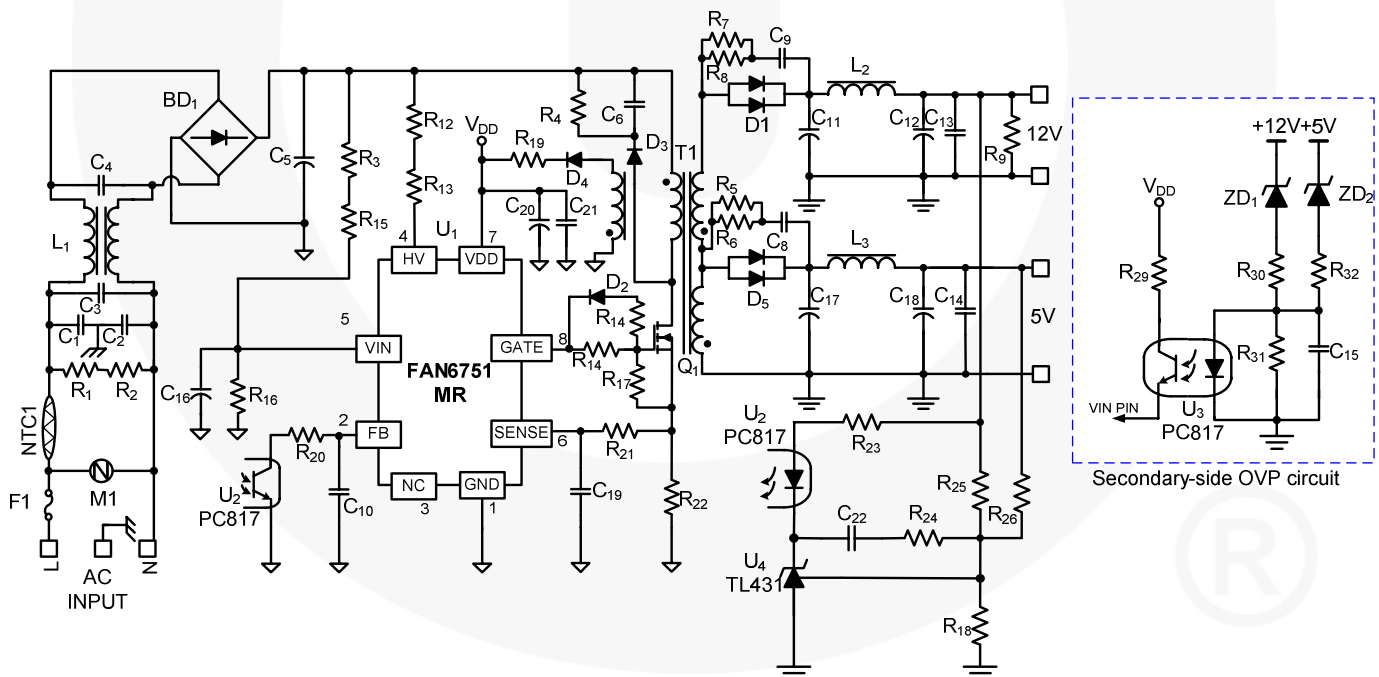 R7
C9
R8
D1
L2
C11
C12
C13
R9
12V
BD1
C4
C5
R3
R15
R12
R13
VDD
R19
D4
R4
C6
D3
T1
C20
C21
L1
C3
C1
C2
R1
R2
NTC1
M1
F1
L
AC
INPUT
N
4
U1
7
HV
VDD
5
VIN
GATE
8
FAN6751
MR
2
FB
SENSE
6
NC
GND
3
1
C16
R16
R20
U2
PC817
C10
D2
R14
R14
R17
Q1
R21
C19
R22
R5
R6
C8
D5
L3
C17
C18
C14
5V
U2
PC817
R23
R25
R26
C22
R24
U4
TL431
R18
+12V+5V
VDD
ZD1
ZD2
R29
R30
R32
R31
C15
VIN PIN
U3
PC817
Secondary-side OVP circuit
®